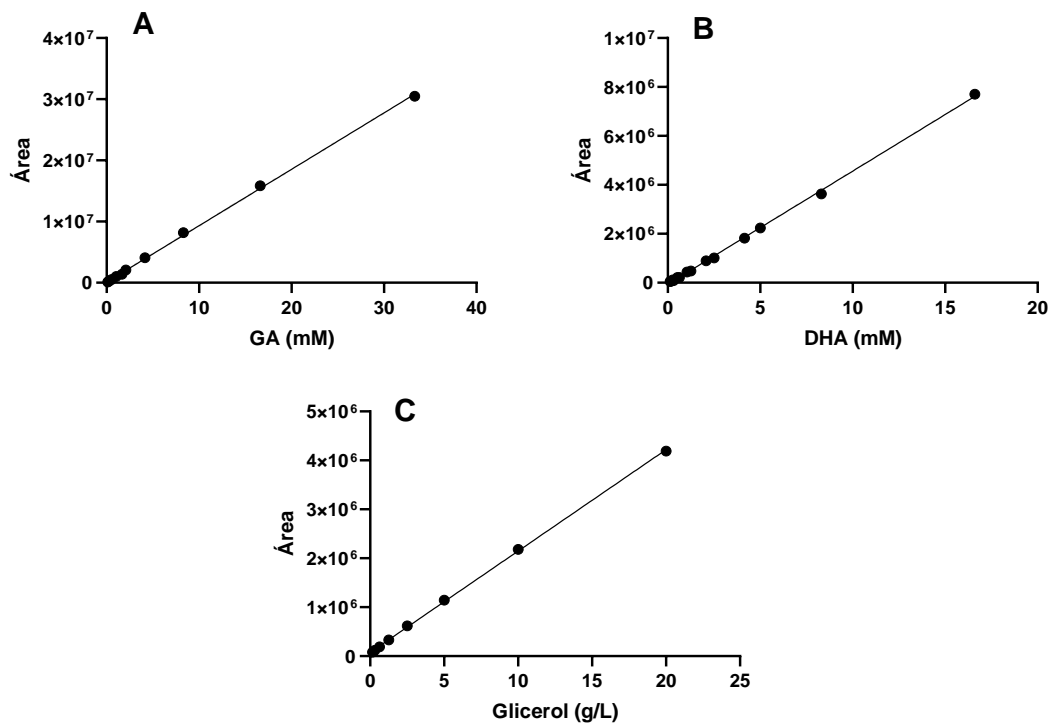 A
4×10⁷
3×10⁷
2×10⁷
1×10⁷
0
Área
0 10 20 30 40
GA (mM)
B
1×10⁷
8×10⁶
6×10⁶
4×10⁶
2×10⁶
0
Área
0 5 10 15 20
DHA (mM)
C
5×10⁶
4×10⁶
3×10⁶
2×10⁶
1×10⁶
0
Área
0 5 10 15 20 25
Glicerol (g/L)